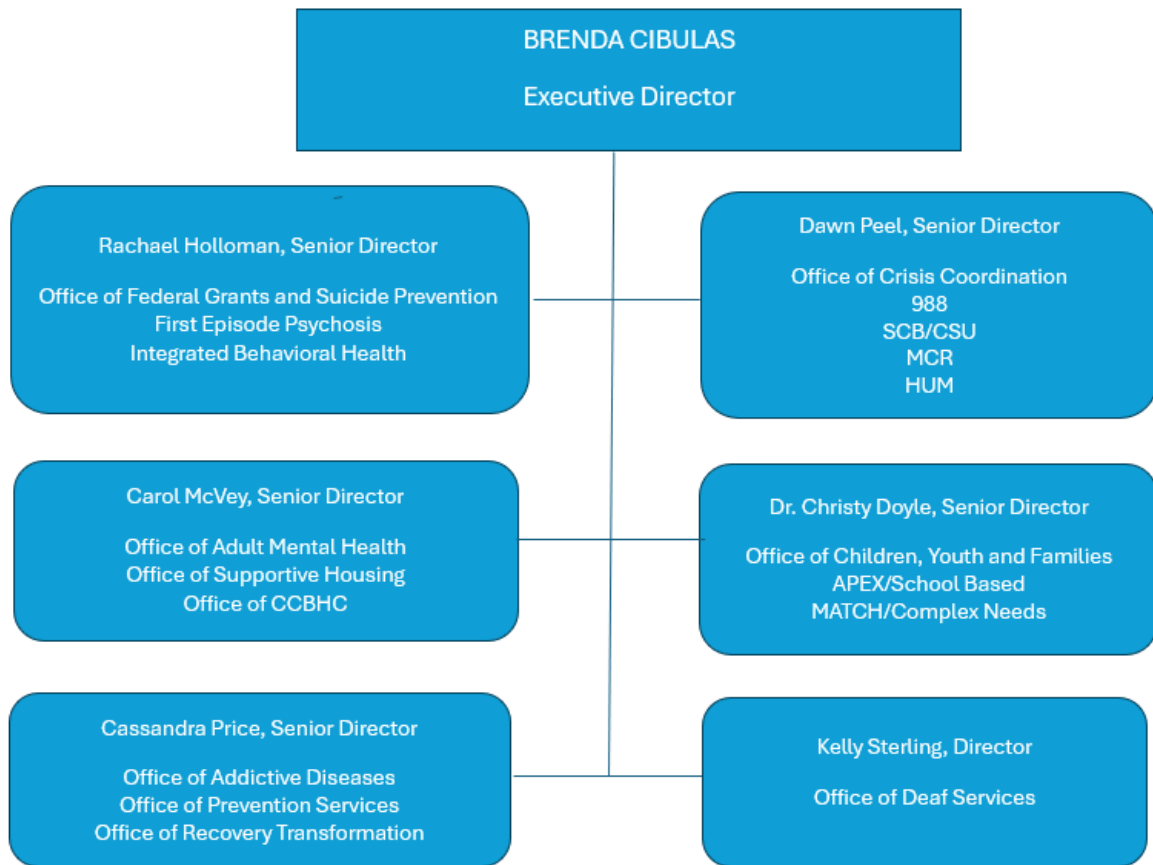 BRENDA CIBULAS
Executive Director
Rachael Holloman, Senior Director
Office of Federal Grants and Suicide Prevention
First Episode Psychosis
Integrated Behavioral Health
Dawn Peel, Senior Director
Office of Crisis Coordination
988
SCB/CSU
MCR
HUM
Carol McVey, Senior Director
Office of Adult Mental Health
Office of Supportive Housing
Office of CCBHC
Dr. Christy Doyle, Senior Director
Office of Children, Youth and Families
APEX/School Based
MATCH/Complex Needs
Cassandra Price, Senior Director
Office of Addictive Diseases
Office of Prevention Services
Office of Recovery Transformation
Kelly Sterling, Director
Office of Deaf Services